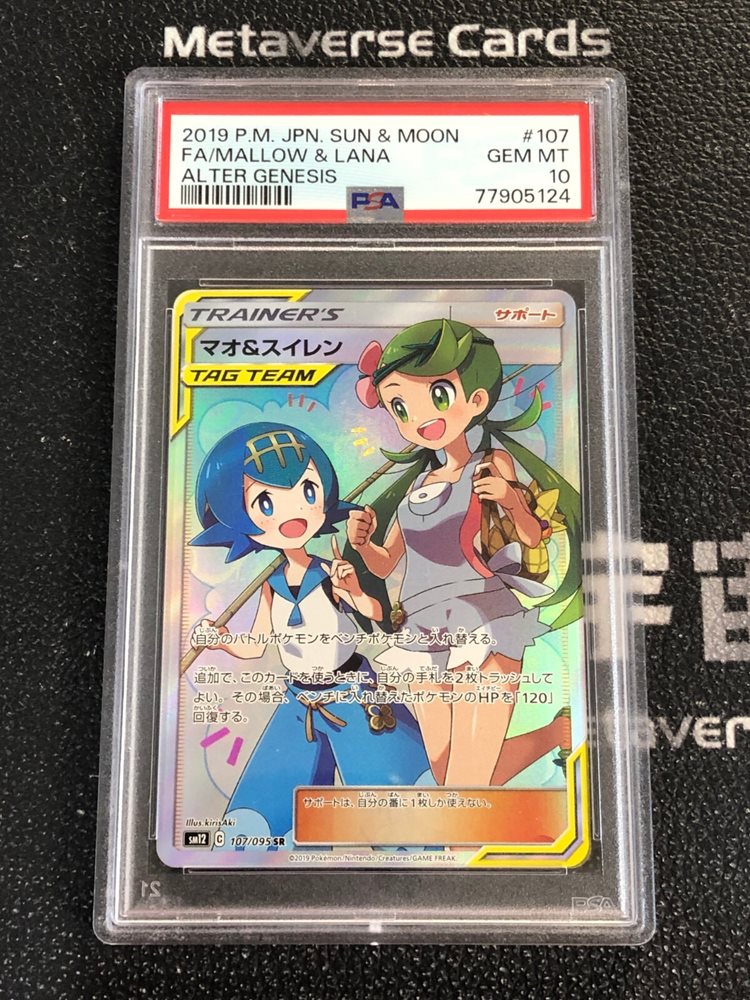 Metaverse Cards
2019 P.M. JPN. SUN & MOON #107
FA/MALLOW & LANA GEM MT
ALTER GENESIS 10
PSA 77905124
TRAINER'S サポート
マオ&スイレン
TAG TEAM
自分のバトルポケモンをベンチポケモンと入れ替える。
追加で、このカードを使うときに、自分の手札を2枚トラッシュして
よい。その場合、ベンチに入れ替えたポケモンのHPを「120」
回復する。
サポートは、自分の番に1枚しか使えない。
Illus.kirisAki
sm12 C 107/095 SR
©2019 Pokémon/Nintendo/Creatures/GAME FREAK.
21
PSA
etaverse